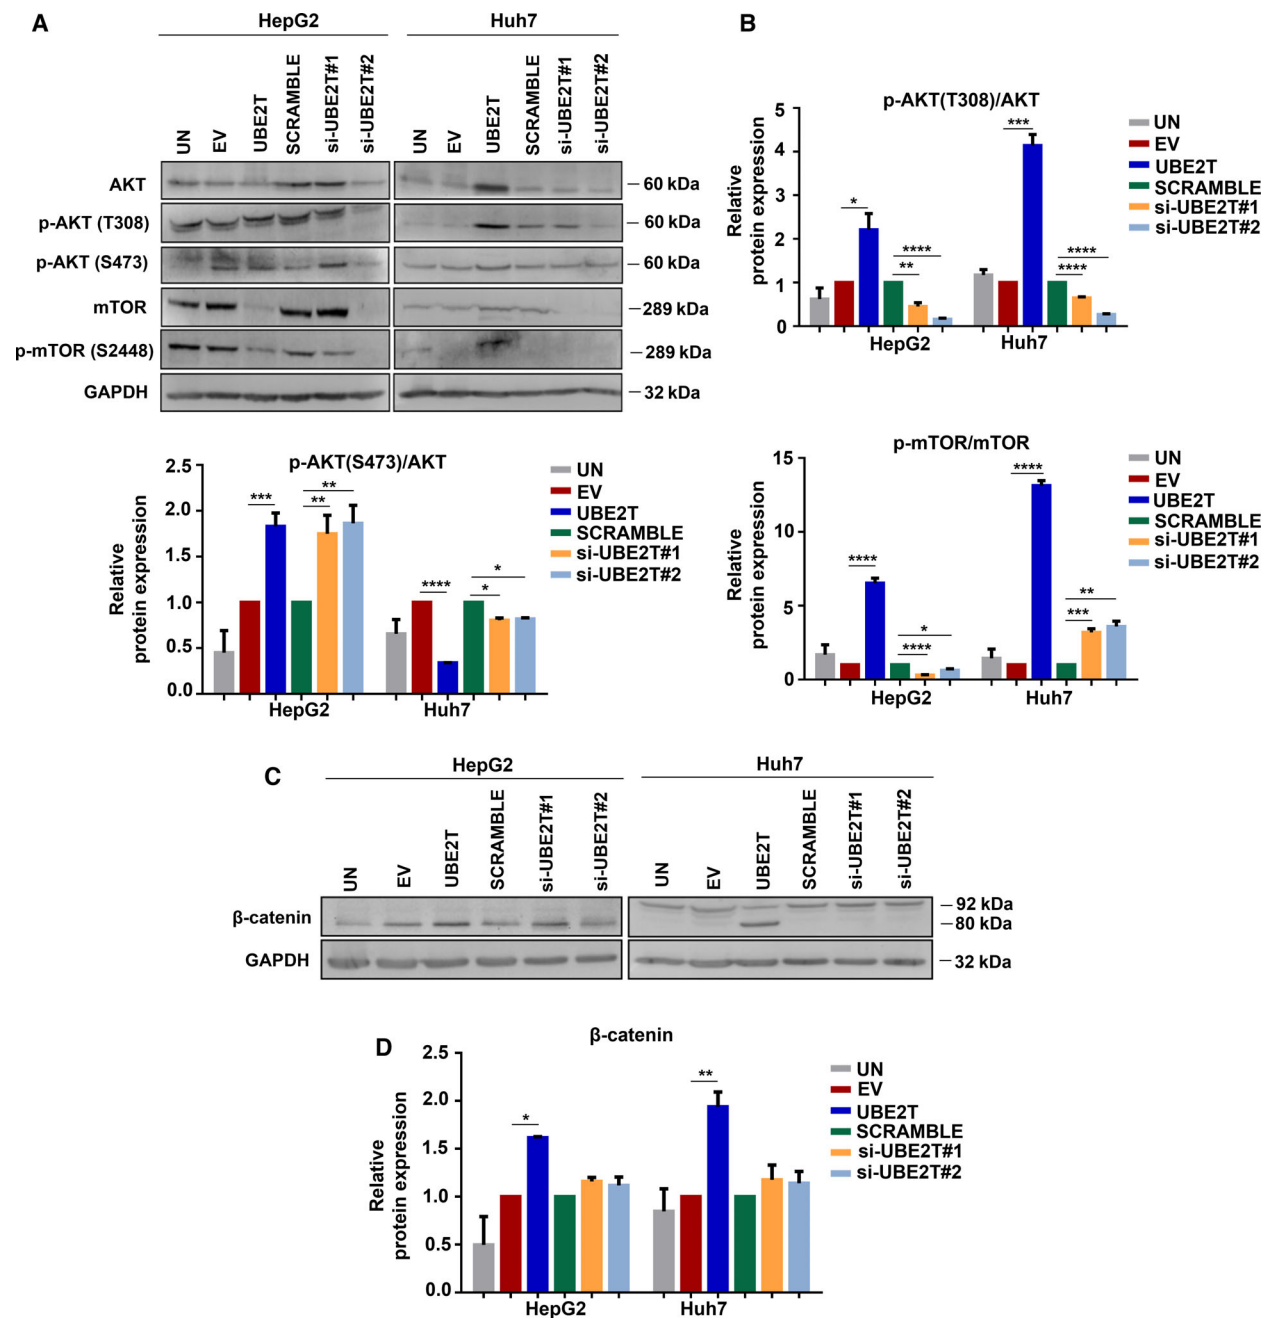 A
HepG2
Huh7
UN
EV
UBE2T
SCRAMBLE
si-UBE2T#1
si-UBE2T#2
UN
EV
UBE2T
SCRAMBLE
si-UBE2T#1
si-UBE2T#2
AKT
60 kDa
p-AKT (T308)
60 kDa
p-AKT (S473)
60 kDa
mTOR
289 kDa
p-mTOR (S2448)
289 kDa
GAPDH
32 kDa
B
p-AKT(T308)/AKT
Relative
protein expression
5
4
3
2
1
0
*
****
**
***
****
****
HepG2
Huh7
UN
EV
UBE2T
SCRAMBLE
si-UBE2T#1
si-UBE2T#2
p-AKT(S473)/AKT
Relative
protein expression
2.5
2.0
1.5
1.0
0.5
0.0
***
**
**
****
*
*
HepG2
Huh7
UN
EV
UBE2T
SCRAMBLE
si-UBE2T#1
si-UBE2T#2
p-mTOR/mTOR
Relative
protein expression
15
10
5
0
****
*
****
****
**
***
HepG2
Huh7
UN
EV
UBE2T
SCRAMBLE
si-UBE2T#1
si-UBE2T#2
C
HepG2
Huh7
UN
EV
UBE2T
SCRAMBLE
si-UBE2T#1
si-UBE2T#2
UN
EV
UBE2T
SCRAMBLE
si-UBE2T#1
si-UBE2T#2
β-catenin
92 kDa
80 kDa
GAPDH
32 kDa
D
β-catenin
Relative
protein expression
2.5
2.0
1.5
1.0
0.5
0.0
*
**
HepG2
Huh7
UN
EV
UBE2T
SCRAMBLE
si-UBE2T#1
si-UBE2T#2